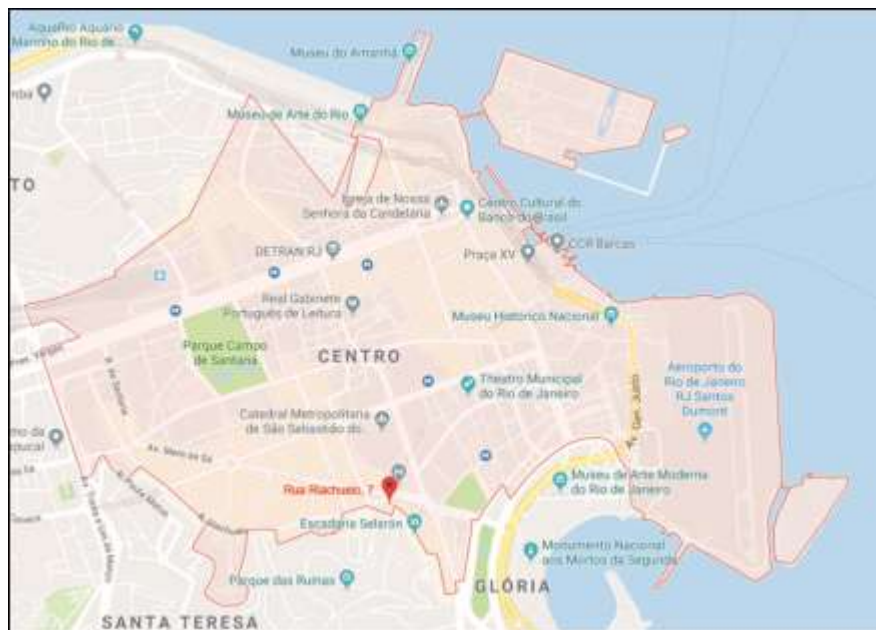 AquaRio Aquário
Marinho do Rio de...
Museu do Amanhã
Museu de Arte do Rio
TO
Igreja de Nossa
Senhora da Candelária
Centro Cultural do
Banco do Brasil
CCR Barcas
Praça XV
DETRAN RJ
Real Gabinete
Português de Leitura
Museu Histórico Nacional
Parque Campo
de Santana
CENTRO
Theatro Municipal
do Rio de Janeiro
Aeroporto do
Rio de Janeiro
RJ Santos
Dumont
Av. Gen. Justo
Catedral Metropolitana
de São Sebastião do...
Av. Mem de Sá
Rua Riachuelo, 7
Museu de Arte Moderna
do Rio de Janeiro
R. Riachuelo
Escadaria Selarón
Monumento Nacional
aos Mortos da Segunda...
Parque das Ruínas
GLÓRIA
SANTA TERESA